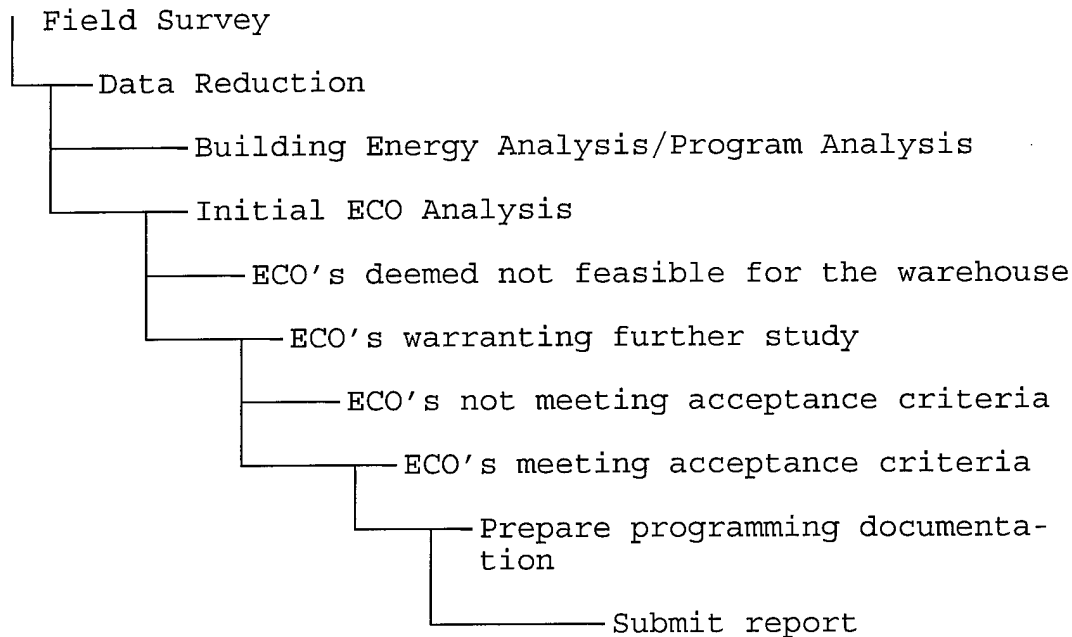 Field Survey
Data Reduction
Building Energy Analysis/Program Analysis
Initial ECO Analysis
ECO's deemed not feasible for the warehouse
ECO's warranting further study
ECO's not meeting acceptance criteria
ECO's meeting acceptance criteria
Prepare programming documenta-
tion
Submit report